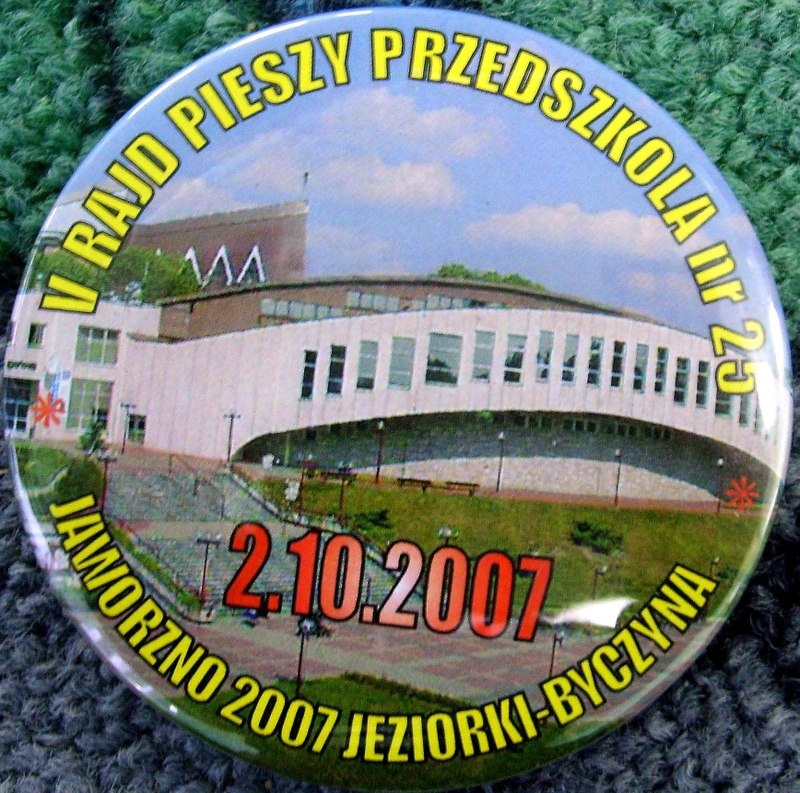 V RAJD PIESZY PRZEDSZKOLA nr 25
2.10.2007
JAWORZNO 2007 JEZIORKI-BYCZYNA